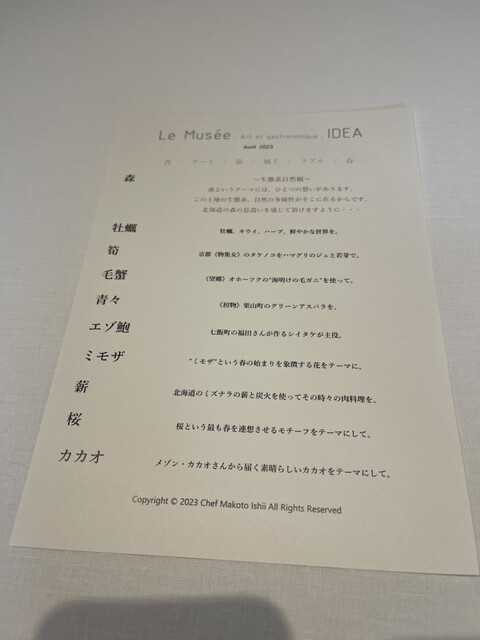 Le Musée : Art et gastronomique : IDEA
Avril 2023
アート / 脳 / 風土 / リアル / 森
森 〜生態系自然観〜
森というテーマには、ひとつの想いがあります。
この土地の生態系、自然の多様性がそこに在るからです。
北海道の森の息遣いを感じて頂けますように・・・
牡蠣 牡蠣、キウイ、ハーブ、鮮やかな世界を。
筍 京都《物集女》のタケノコをハマグリのジュと若芽で。
毛蟹 《望郷》オホーツクの“海明けの毛ガニ”を使って。
青々 《初物》栗山町のグリーンアスパラを。
エゾ鮑 七飯町の福田さんが作るシイタケが主役。
ミモザ “ミモザ”という春の始まりを象徴する花をテーマに。
薪 北海道のミズナラの薪と炭火を使ってその時々の肉料理を。
桜 桜という最も春を連想させるモチーフをテーマにして。
カカオ メゾン・カカオさんから届く素晴らしいカカオをテーマにして。
Copyright © 2023 Chef Makoto Ishii All Rights Reserved